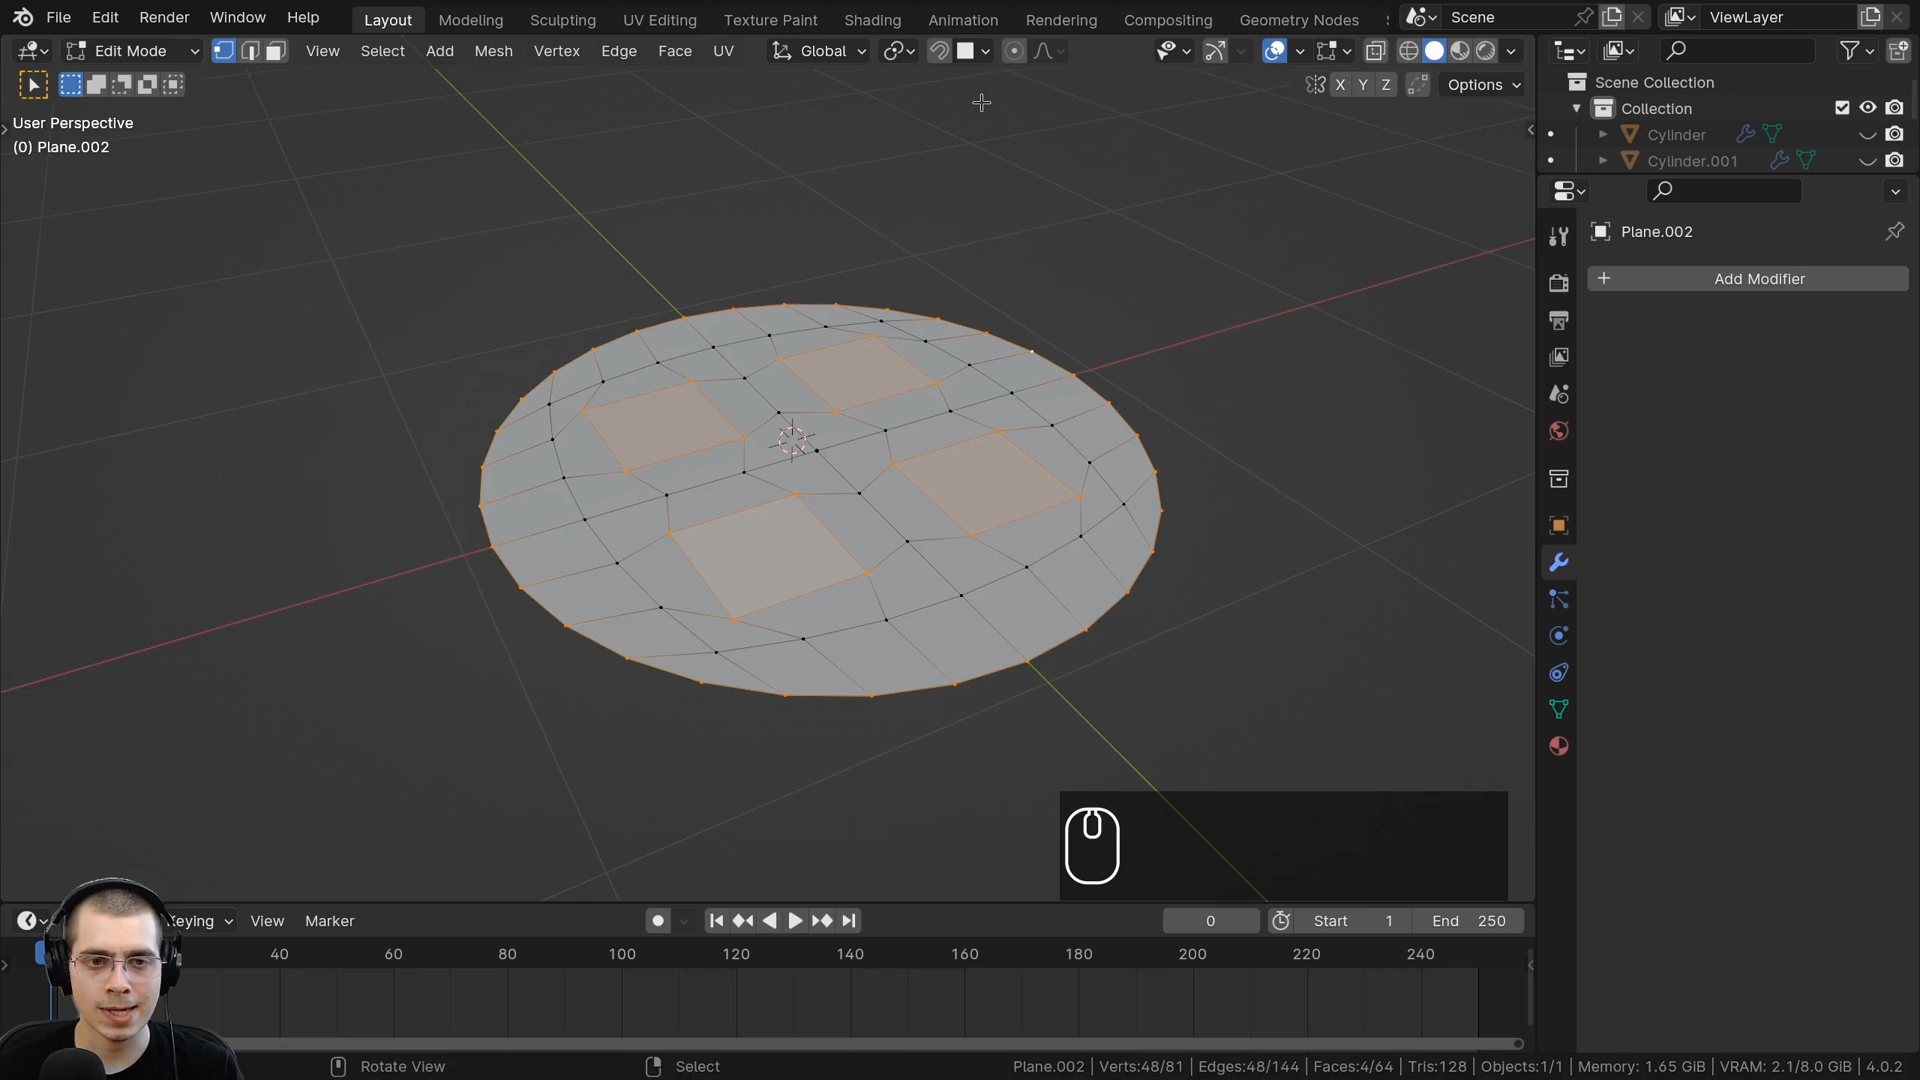 File Edit Render Window Help Layout Modeling Sculpting UV Editing Texture Paint Shading Animation Rendering Compositing Geometry Nodes Scene ViewLayer
Edit Mode View Select Add Mesh Vertex Edge Face UV Global
X Y Z Options
User Perspective
(0) Plane.002
Scene Collection
Collection
Cylinder
Cylinder.001
Plane.002
+ Add Modifier
Keying View Marker 0 Start 1 End 250
40 60 80 100 120 140 160 180 200 220 240
Rotate View Select Plane.002 | Verts:48/81 | Edges:48/144 | Faces:4/64 | Tris:128 | Objects:1/1 | Memory: 1.65 GiB | VRAM: 2.1/8.0 GiB | 4.0.2